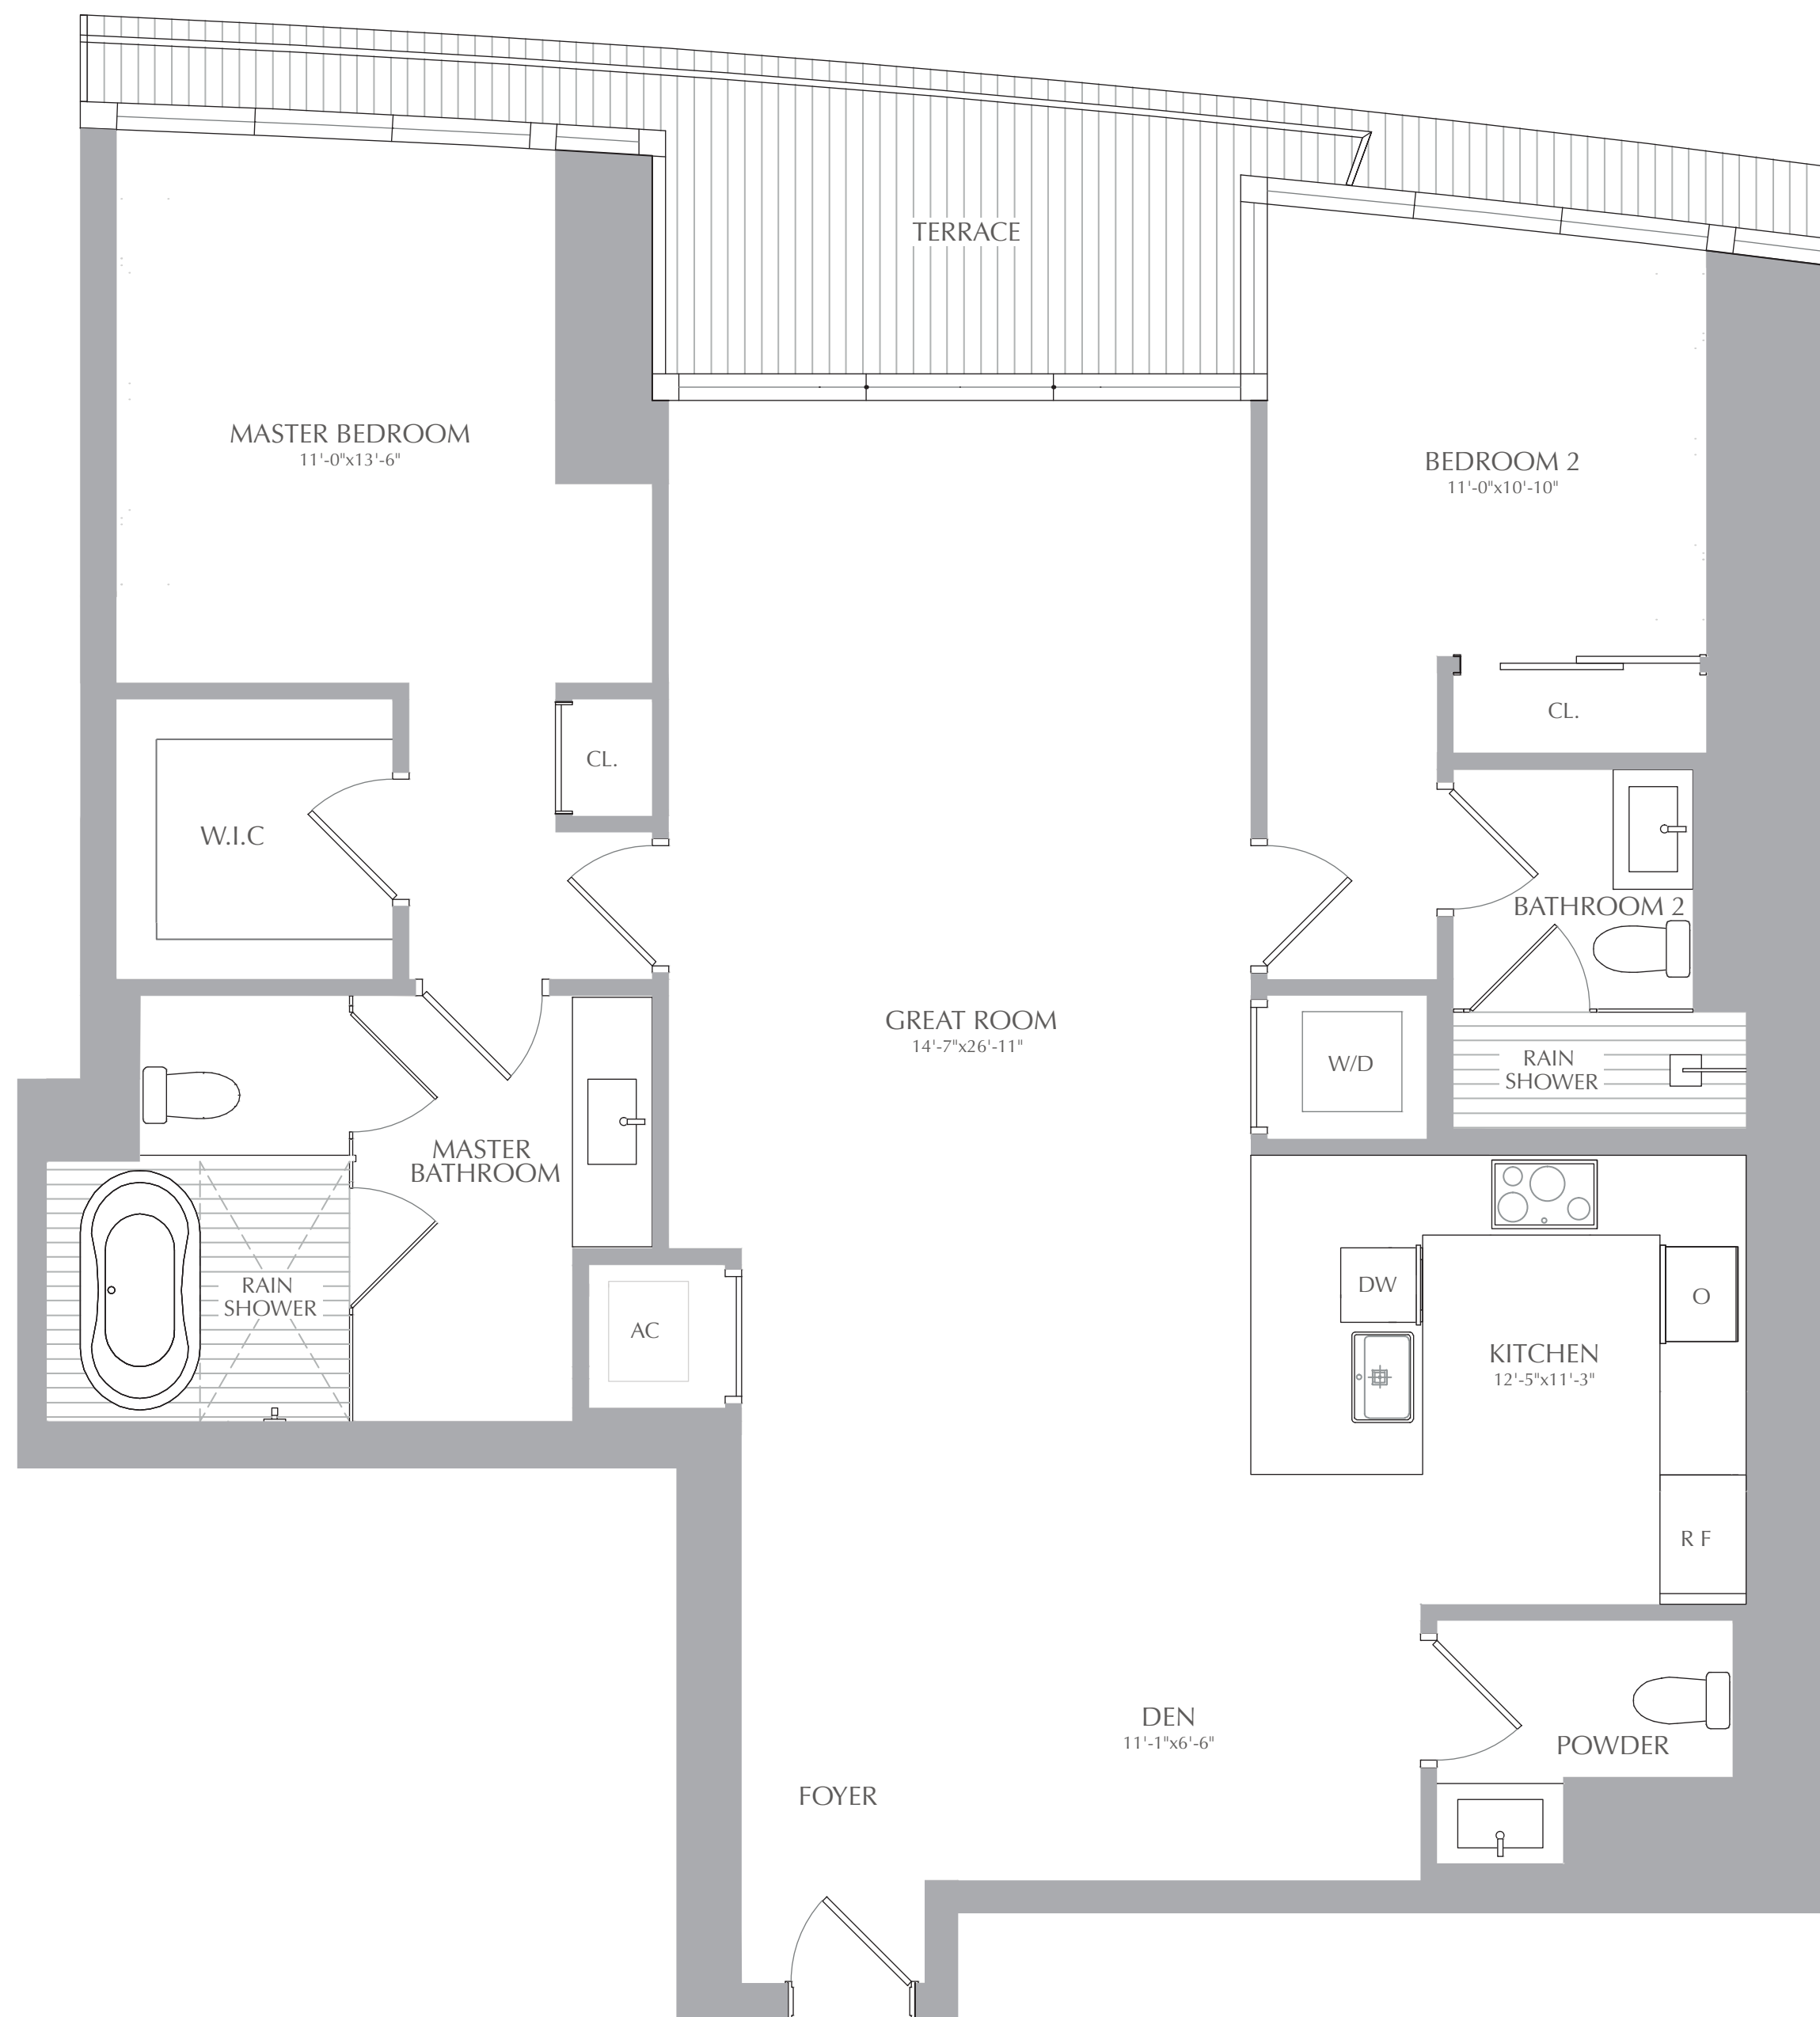 TERRACE
MASTER BEDROOM
11'-0"x13'-6"
BEDROOM 2
11'-0"x10'-10"
CL.
CL.
W.I.C
BATHROOM 2
GREAT ROOM
14'-7"x26'-11"
W/D
RAIN
SHOWER
MASTER
BATHROOM
RAIN
SHOWER
AC
DW
O
KITCHEN
12'-5"x11'-3"
R F
DEN
11'-1"x6'-6"
POWDER
FOYER